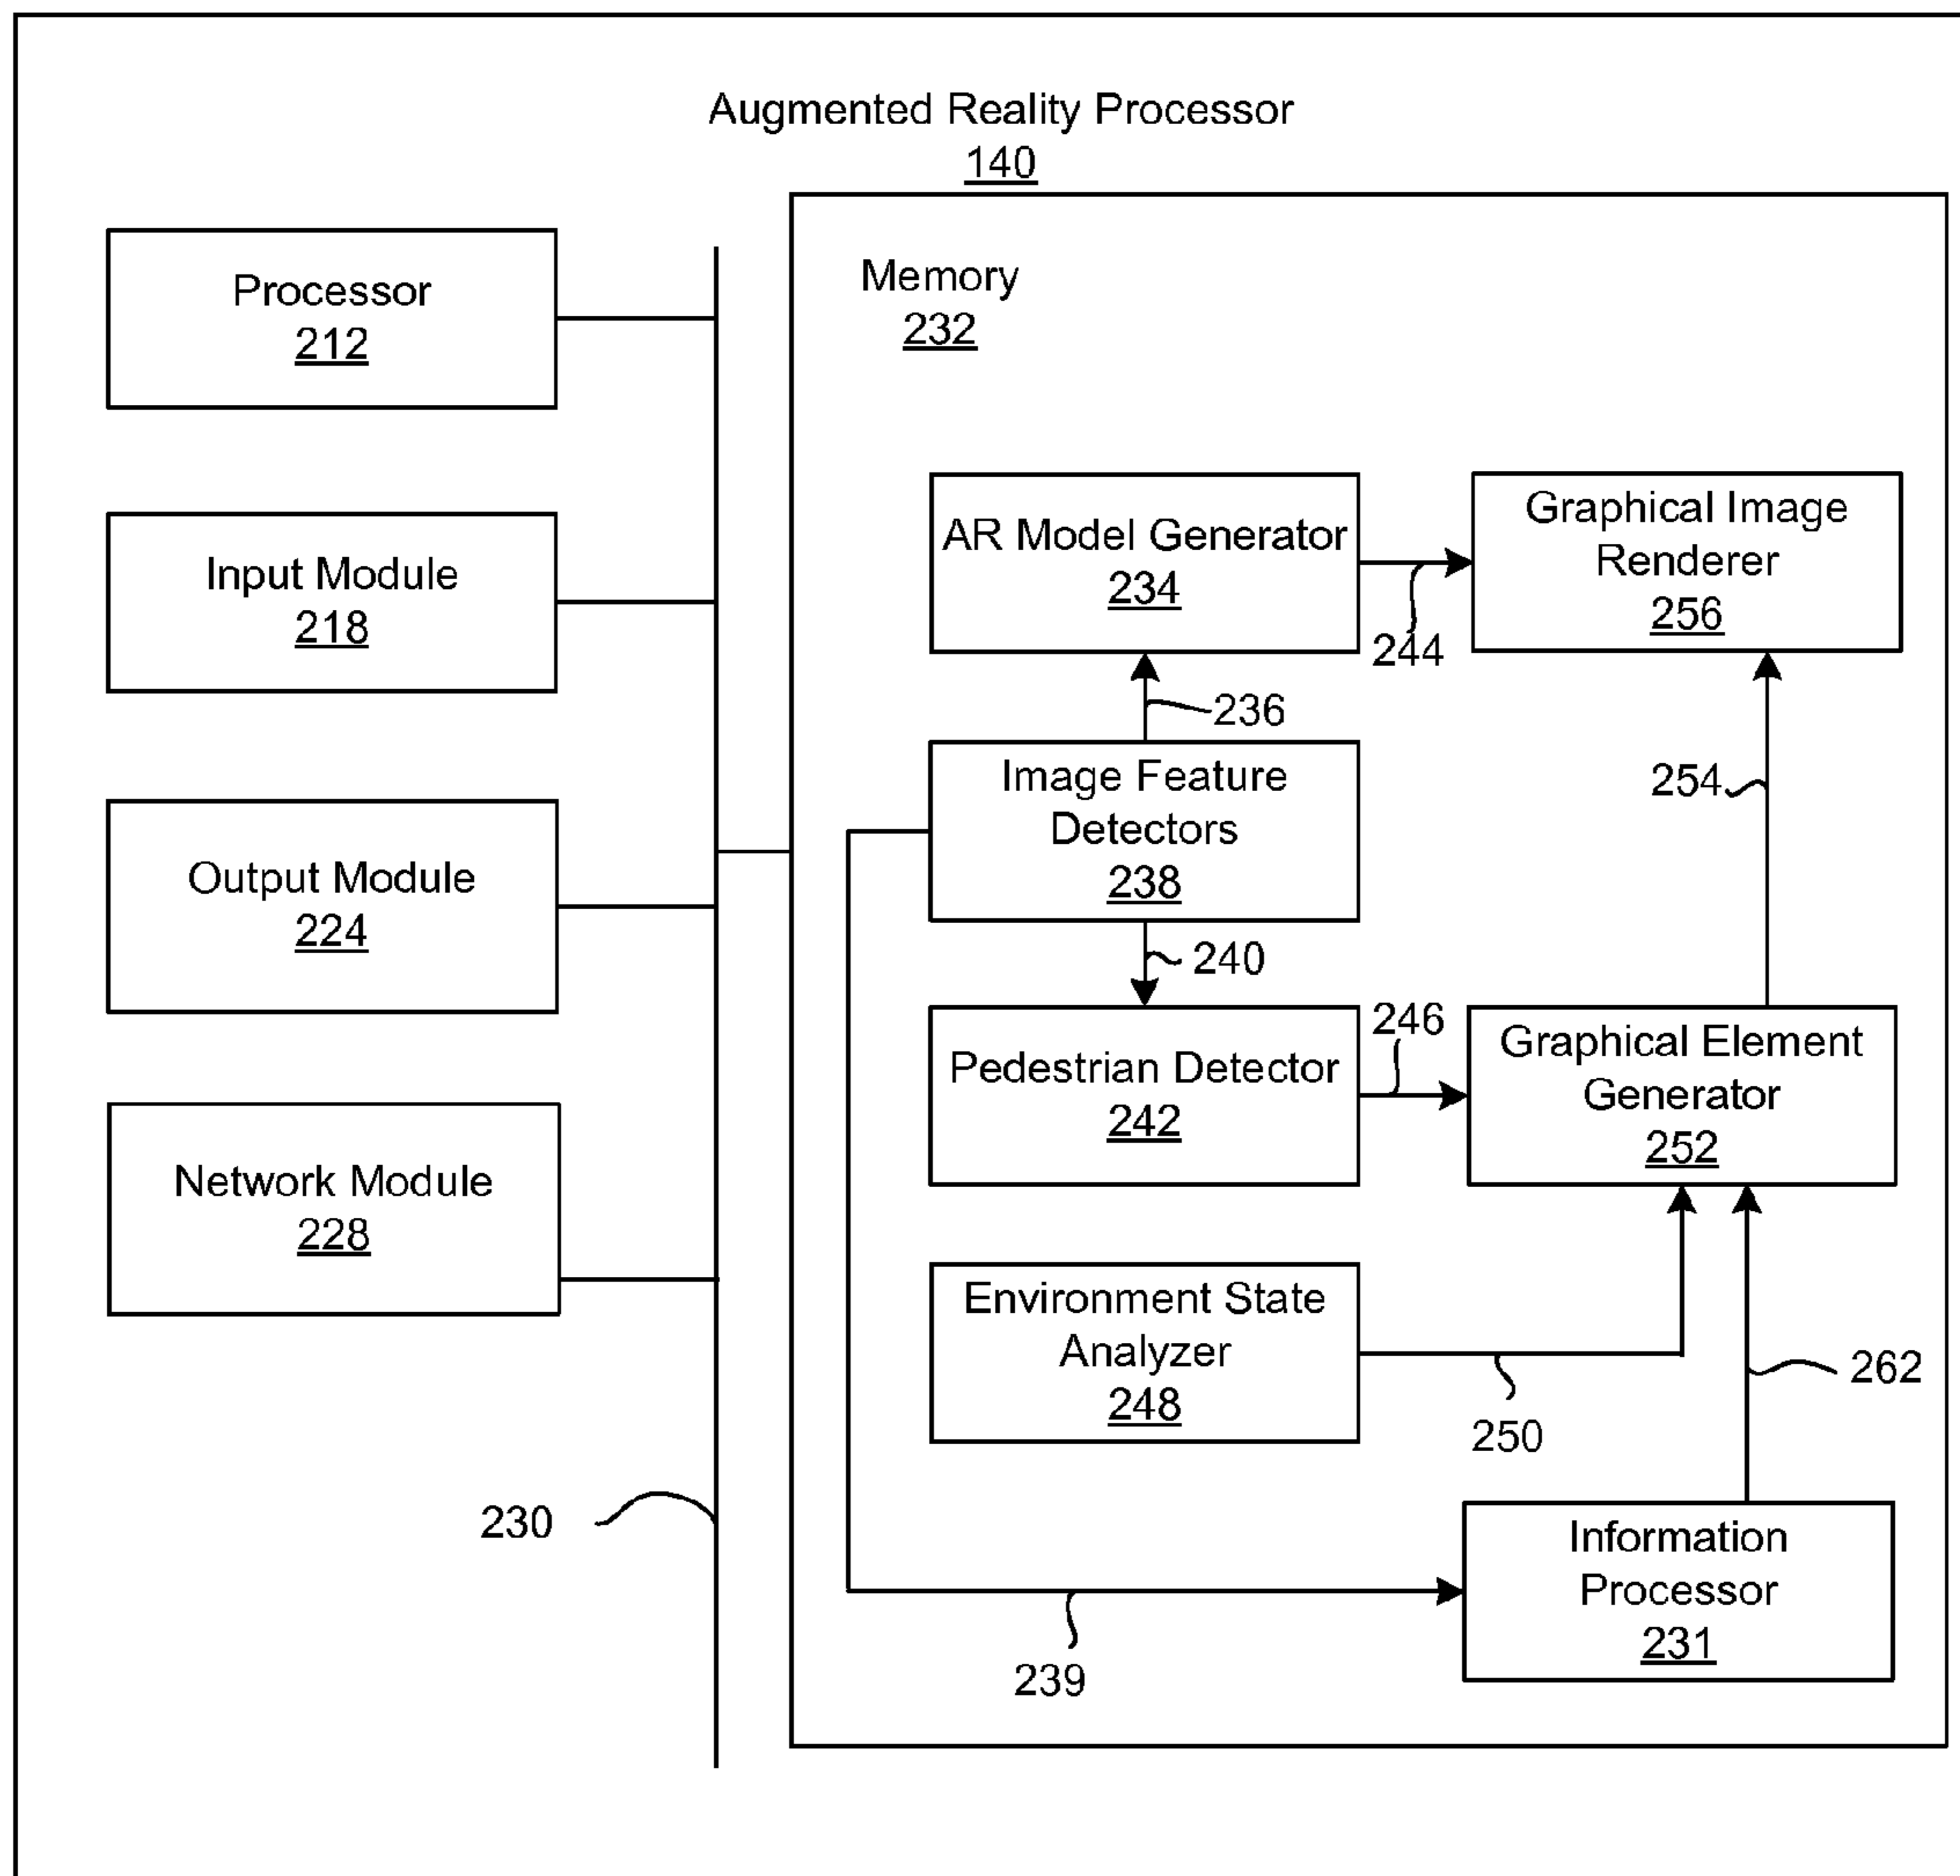 Augmented Reality Processor
140
Processor
212
Input Module
218
Output Module
224
Network Module
228
230
Memory
232
AR Model Generator
234
244
Graphical Image
Renderer
256
236
Image Feature
Detectors
238
254
240
Pedestrian Detector
242
246
Graphical Element
Generator
252
Environment State
Analyzer
248
250
262
239
Information
Processor
231